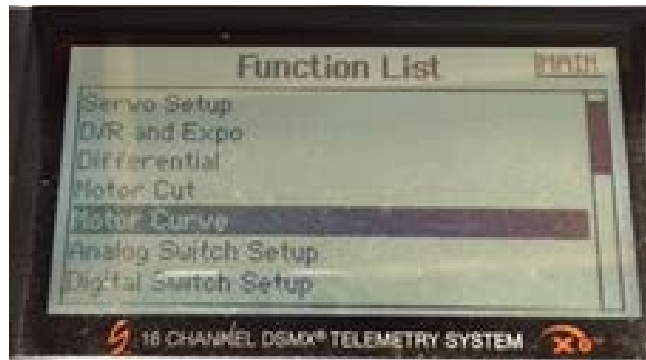 Function List
MAIN
Servo Setup
D/R and Expo
Differential
Motor Cut
Motor Curve
Analog Switch Setup
Digital Switch Setup
18 CHANNEL DSMX® TELEMETRY SYSTEM